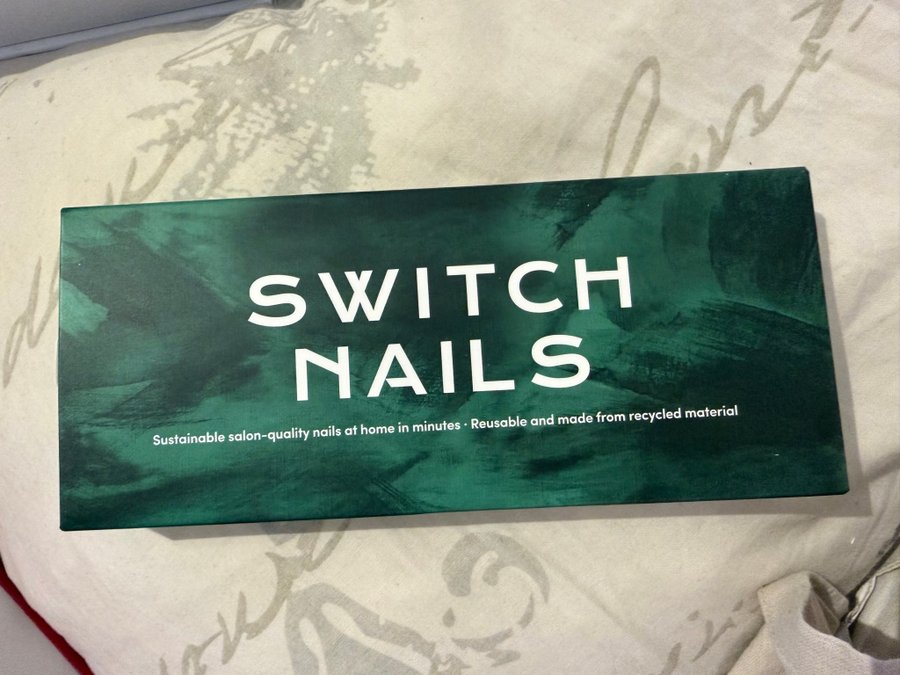 SWITCH
NAILS
Sustainable salon-quality nails at home in minutes · Reusable and made from recycled material